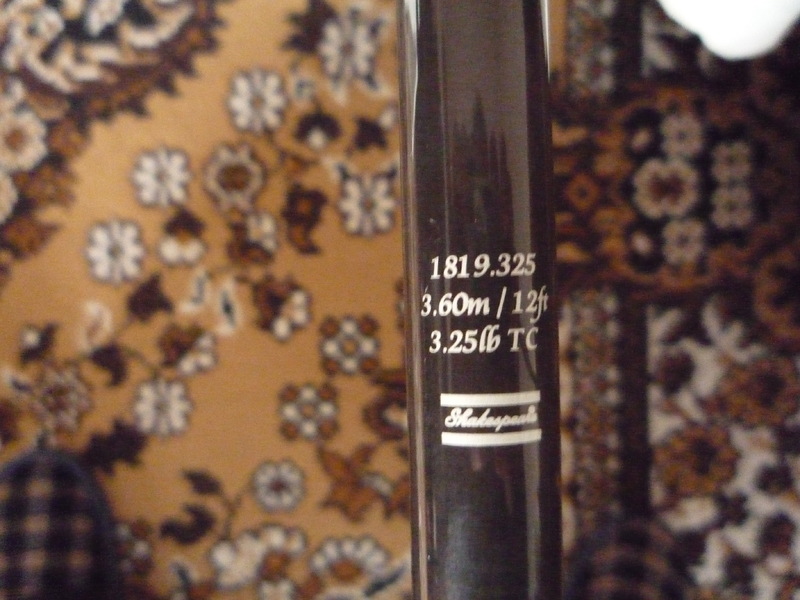 1819.325
3.60m / 12ft
3.25lb TC
Shakespeare